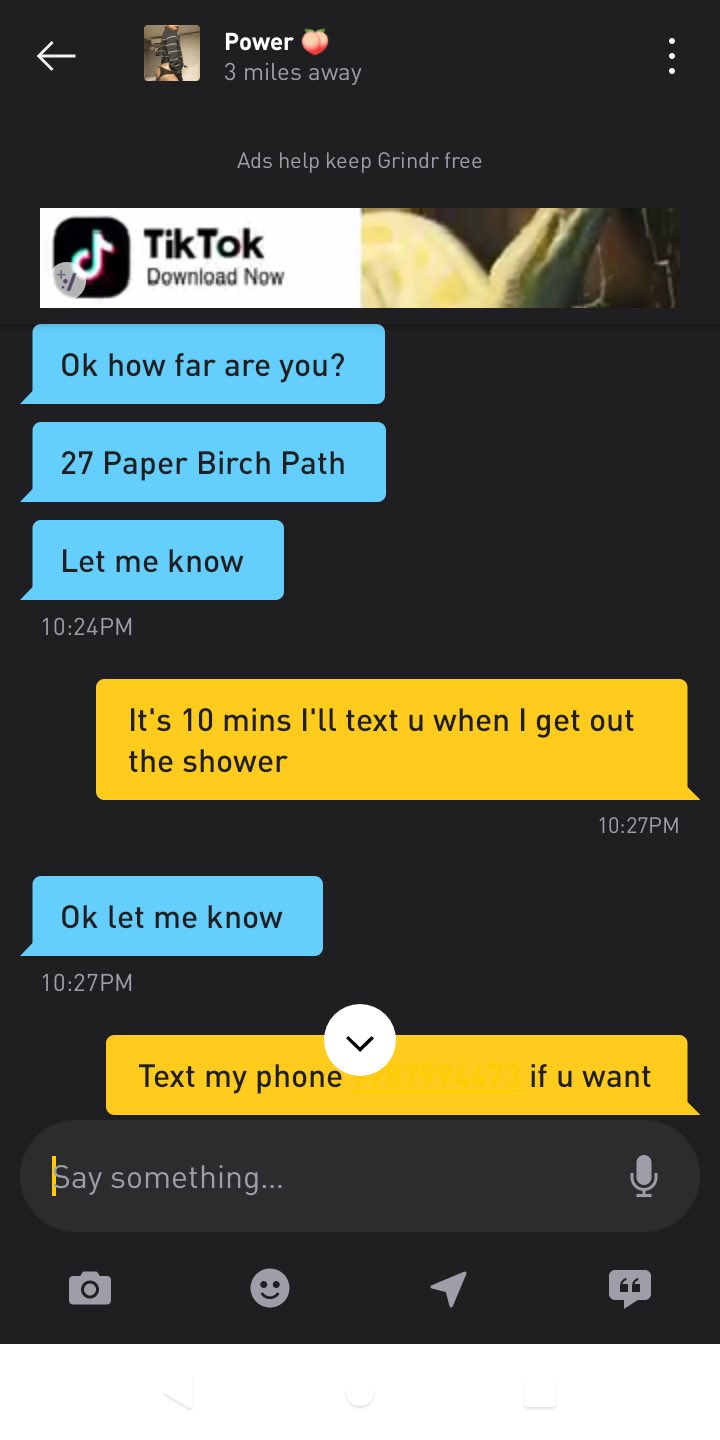 Power 🍑
3 miles away
Ads help keep Grindr free
TikTok
Download Now
Ok how far are you?
27 Paper Birch Path
Let me know
10:24PM
It's 10 mins I'll text u when I get out
the shower
10:27PM
Ok let me know
10:27PM
Text my phone if u want
Say something...